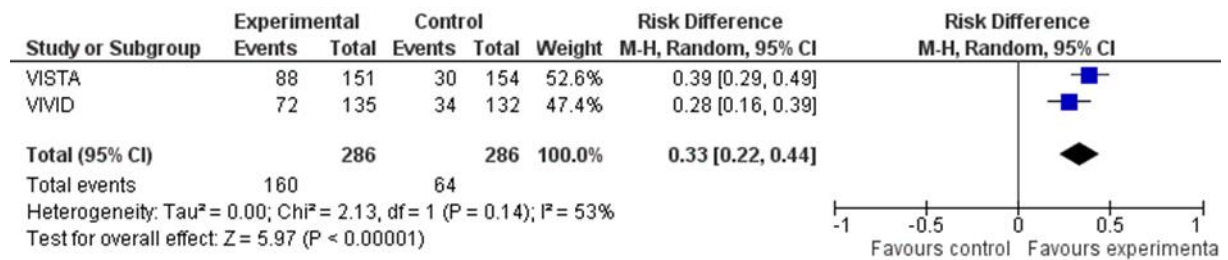 Experimental Control Risk Difference Risk Difference
Study or Subgroup Events Total Events Total Weight M-H, Random, 95% CI M-H, Random, 95% CI
VISTA 88 151 30 154 52.6% 0.39 [0.29, 0.49]
VIVID 72 135 34 132 47.4% 0.28 [0.16, 0.39]
Total (95% CI) 286 286 100.0% 0.33 [0.22, 0.44]
Total events 160 64
Heterogeneity: Tau² = 0.00; Chi² = 2.13, df = 1 (P = 0.14); I² = 53%
Test for overall effect: Z = 5.97 (P < 0.00001)
-1 -0.5 0 0.5 1
Favours control Favours experimenta